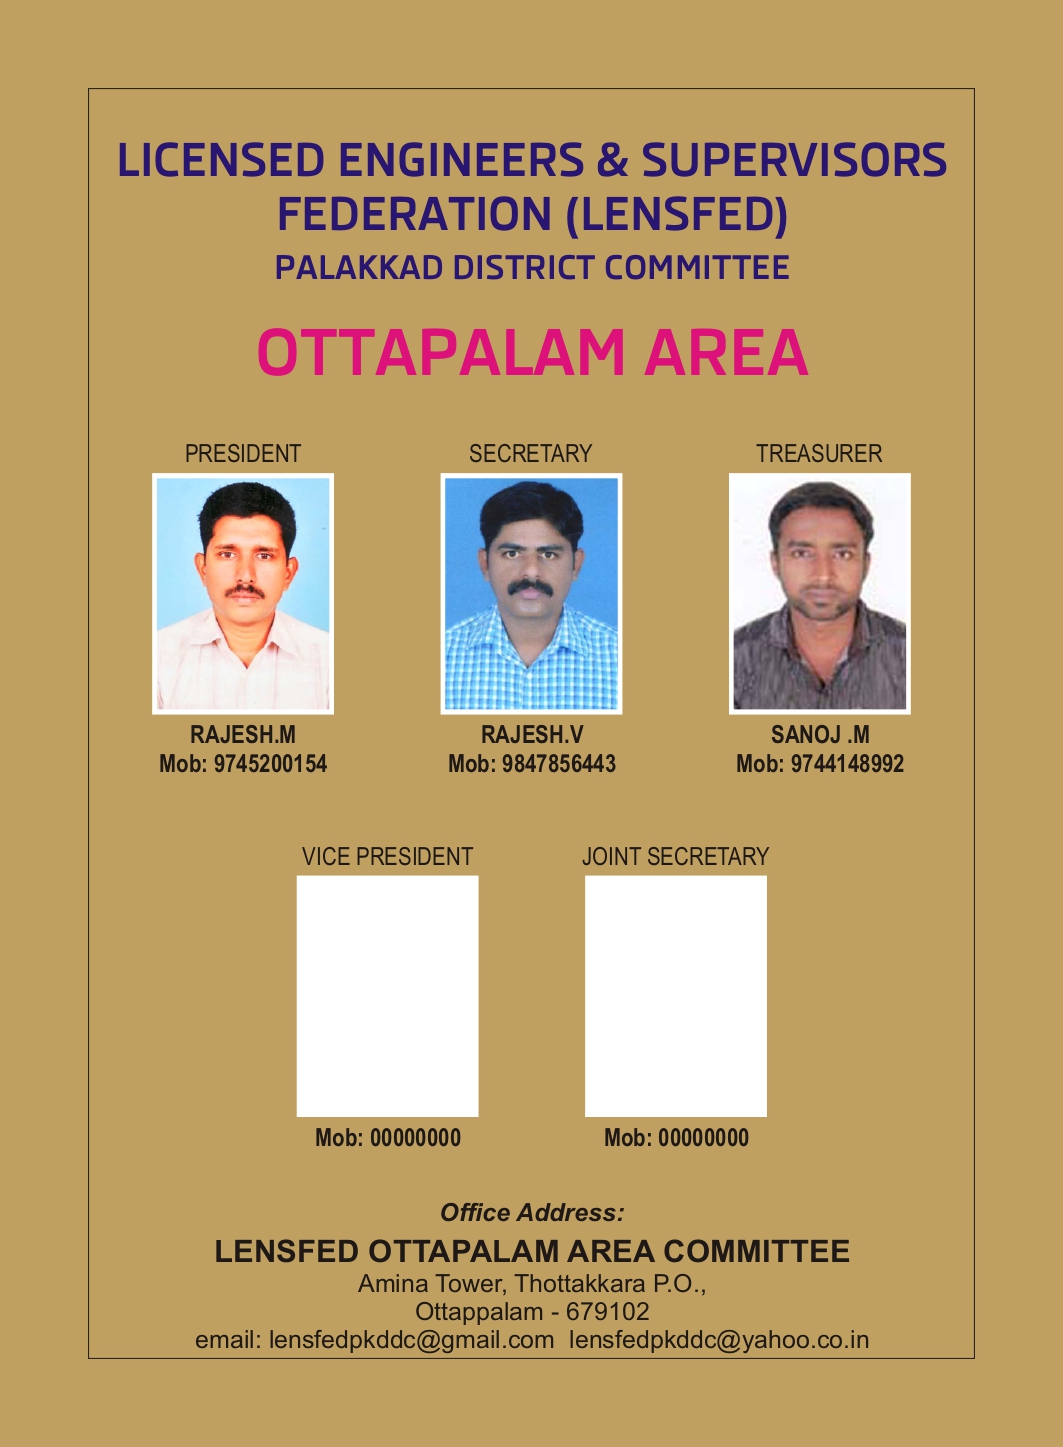 LICENSED ENGINEERS & SUPERVISORS
FEDERATION (LENSFED)
PALAKKAD DISTRICT COMMITTEE
OTTAPALAM AREA
PRESIDENT
RAJESH.M
Mob: 9745200154
SECRETARY
RAJESH.V
Mob: 9847856443
TREASURER
SANOJ .M
Mob: 9744148992
VICE PRESIDENT
Mob: 00000000
JOINT SECRETARY
Mob: 00000000
Office Address:
LENSFED OTTAPALAM AREA COMMITTEE
Amina Tower, Thottakkara P.O.,
Ottappalam - 679102
email: lensfedpkddc@gmail.com  lensfedpkddc@yahoo.co.in